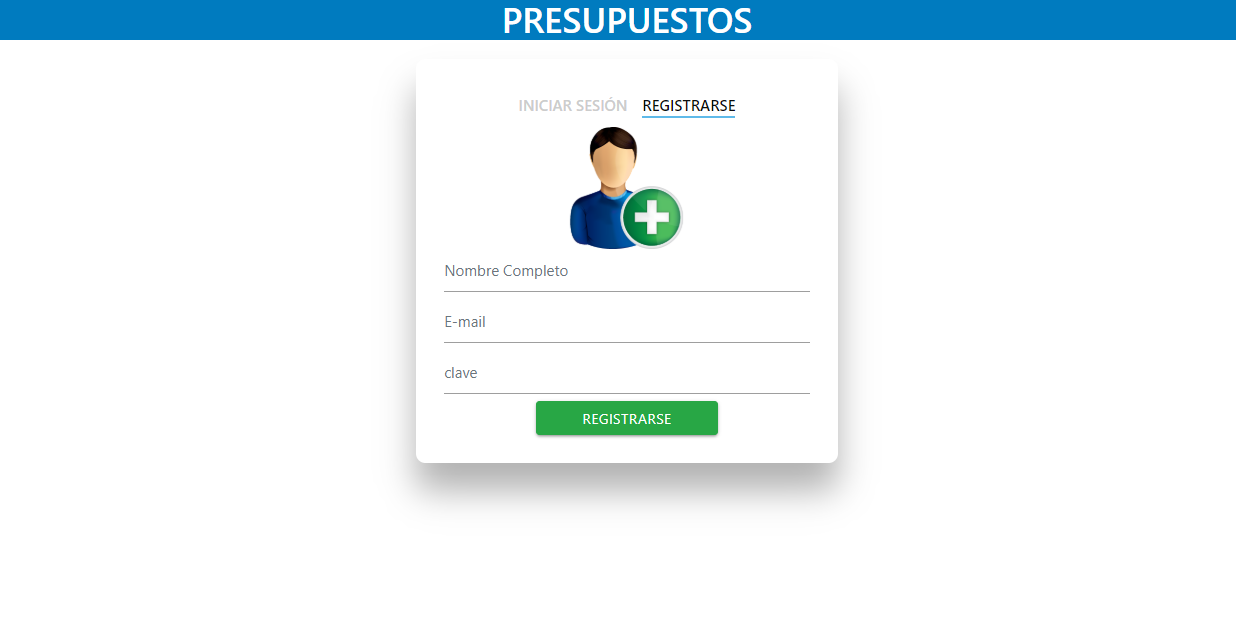 PRESUPUESTOS
INICIAR SESIÓN REGISTRARSE
Nombre Completo
E-mail
clave
REGISTRARSE